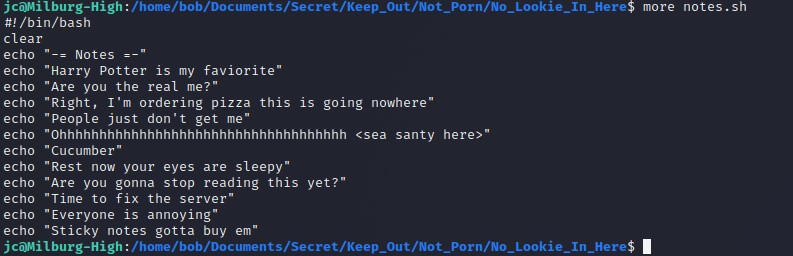 jc@Milburg-High:/home/bob/Documents/Secret/Keep_Out/Not_Porn/No_Lookie_In_Here$ more notes.sh
#!/bin/bash
clear
echo "-= Notes =-"
echo "Harry Potter is my faviorite"
echo "Are you the real me?"
echo "Right, I'm ordering pizza this is going nowhere"
echo "People just don't get me"
echo "Ohhhhhhhhhhhhhhhhhhhhhhhhhhhhhhhhhhhh <sea santy here>"
echo "Cucumber"
echo "Rest now your eyes are sleepy"
echo "Are you gonna stop reading this yet?"
echo "Time to fix the server"
echo "Everyone is annoying"
echo "Sticky notes gotta buy em"
jc@Milburg-High:/home/bob/Documents/Secret/Keep_Out/Not_Porn/No_Lookie_In_Here$